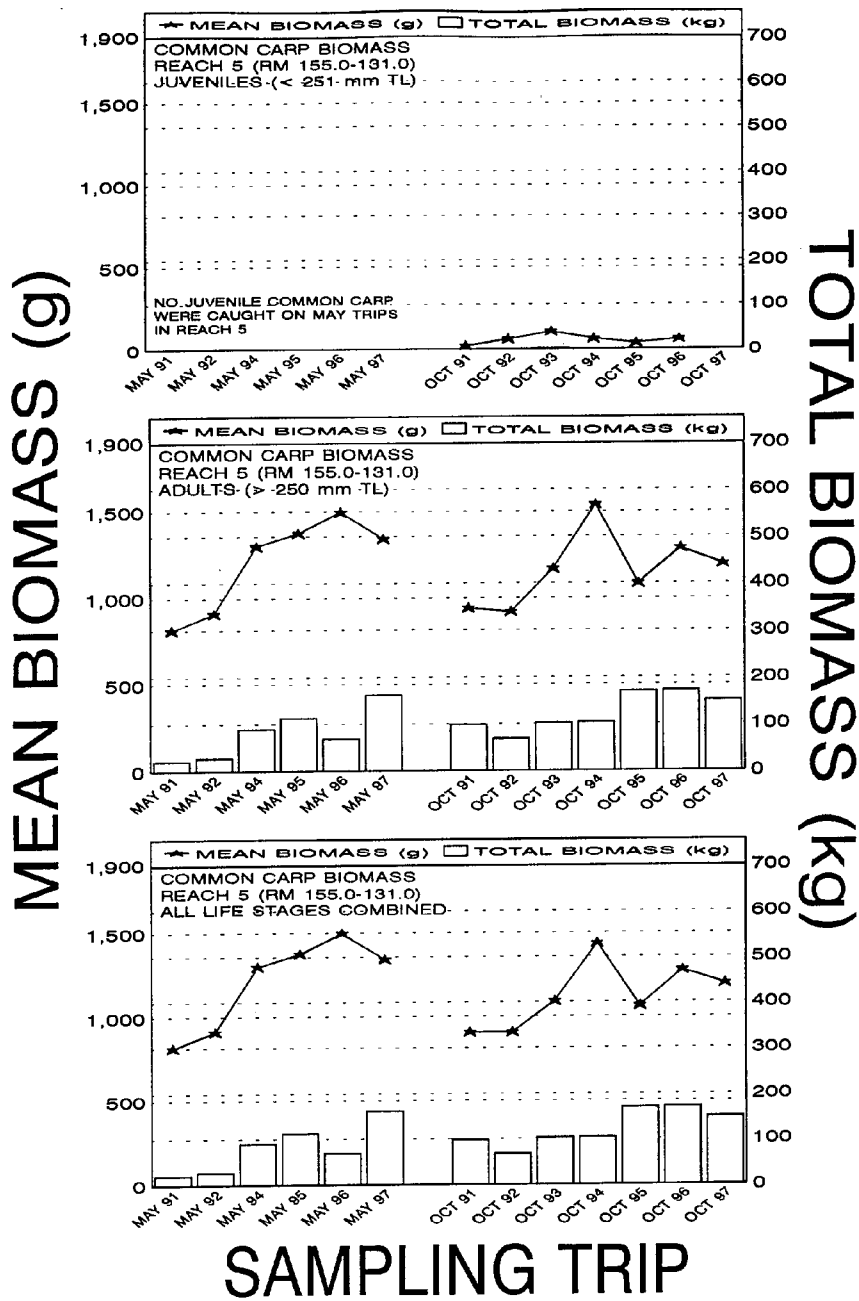 MEAN BIOMASS (g) TOTAL BIOMASS (kg)
1,900
1,500
1,000
500
0
COMMON CARP BIOMASS
REACH 5 (RM 155.0-131.0)
JUVENILES (< 251 mm TL)
NO JUVENILE COMMON CARP
WERE CAUGHT ON MAY TRIPS
IN REACH 5
700
600
500
400
300
200
100
0
MAY 91 MAY 92 MAY 94 MAY 95 MAY 96 MAY 97 OCT 91 OCT 92 OCT 93 OCT 94 OCT 95 OCT 96 OCT 97
MEAN BIOMASS (g) TOTAL BIOMASS (kg)
1,900
1,500
1,000
500
0
COMMON CARP BIOMASS
REACH 5 (RM 155.0-131.0)
ADULTS (> 250 mm TL)
700
600
500
400
300
200
100
0
MAY 91 MAY 92 MAY 94 MAY 95 MAY 96 MAY 97 OCT 91 OCT 92 OCT 93 OCT 94 OCT 95 OCT 96 OCT 97
MEAN BIOMASS (g) TOTAL BIOMASS (kg)
1,900
1,500
1,000
500
0
COMMON CARP BIOMASS
REACH 5 (RM 155.0-131.0)
ALL LIFE STAGES COMBINED
700
600
500
400
300
200
100
0
MAY 91 MAY 92 MAY 94 MAY 95 MAY 96 MAY 97 OCT 91 OCT 92 OCT 93 OCT 94 OCT 95 OCT 96 OCT 97
MEAN BIOMASS (g)
TOTAL BIOMASS (kg)
SAMPLING TRIP